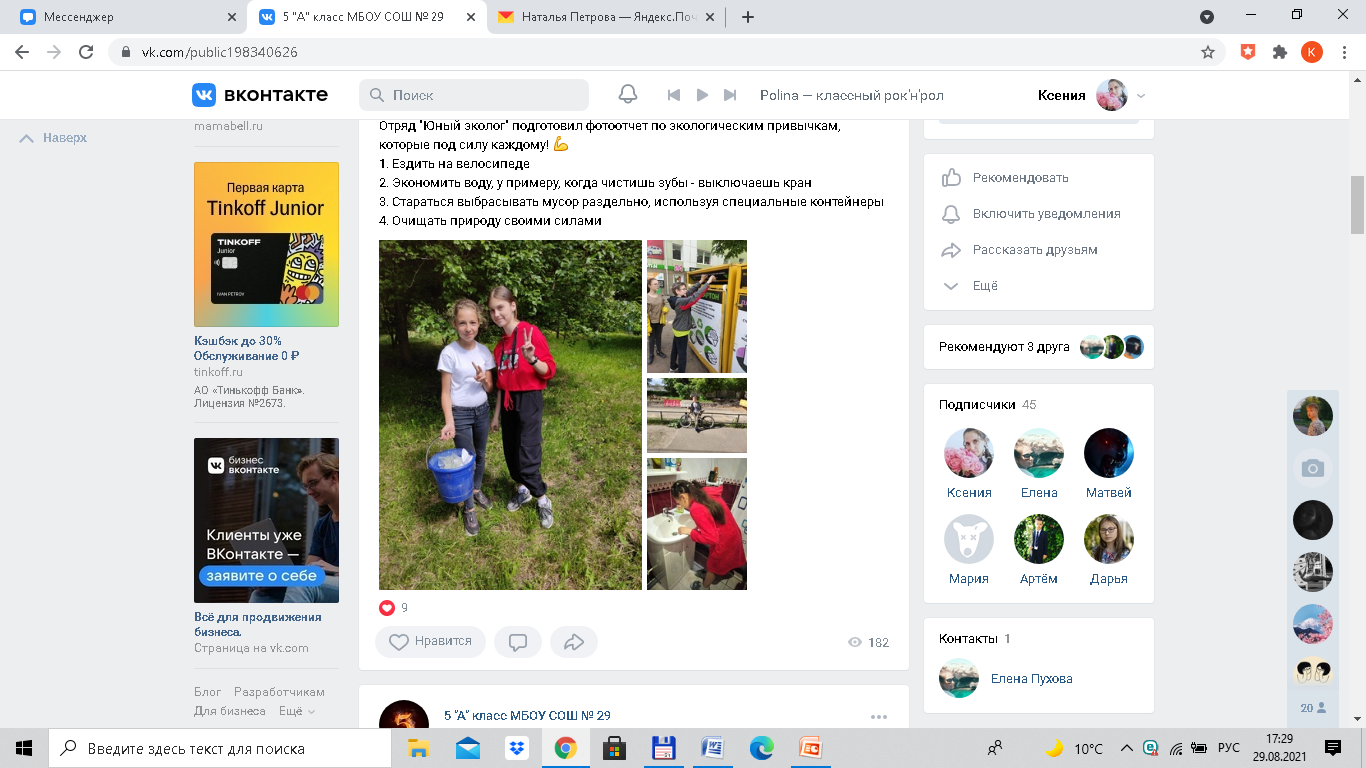 Мессенджер
5 "А" класс МБОУ СОШ № 29
Наталья Петрова — Яндекс.Поч
vk.com/public198340626
K
вконтакте
Поиск
Polina — классный рок'н'рол
Ксения
Наверх
mamabell.ru
Первая карта
Tinkoff Junior
TINKOFF
Junior
IVAN PETROV
Кэшбэк до 30%
Обслуживание 0 ₽
tinkoff.ru
АО «Тинькофф Банк».
Лицензия №2673.
бизнес
вконтакте
Клиенты уже
ВКонтакте —
заявите о себе
Всё для продвижения
бизнеса.
Страница на vk.com
Блог Разработчикам
Для бизнеса Ещё
Отряд "Юный эколог" подготовил фотоотчет по экологическим привычкам,
которые под силу каждому! 💪
1. Ездить на велосипеде
2. Экономить воду, у примеру, когда чистишь зубы - выключаешь кран
3. Стараться выбрасывать мусор раздельно, используя специальные контейнеры
4. Очищать природу своими силами
9
Нравится
182
5 "А" класс МБОУ СОШ № 29
Рекомендовать
Включить уведомления
Рассказать друзьям
Ещё
Рекомендуют 3 друга
Подписчики 45
Ксения Елена Матвей
Мария Артём Дарья
Контакты 1
Елена Пухова
20
Введите здесь текст для поиска
10°C
РУС
17:29
29.08.2021